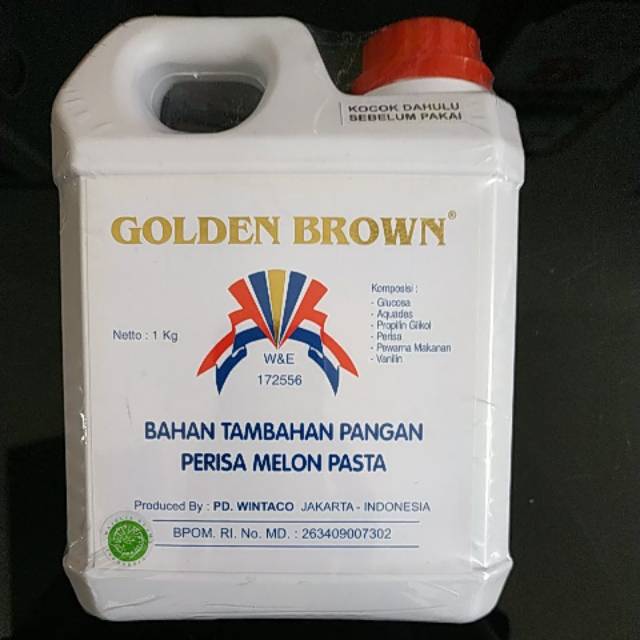 KOCOK DAHULU
SEBELUM PAKAI
GOLDEN BROWN®
Netto : 1 Kg
W&E
172556
Komposisi :
- Glucosa
- Aquades
- Propilin Glikol
- Perisa
- Pewarna Makanan
- Vanilin
BAHAN TAMBAHAN PANGAN
PERISA MELON PASTA
Produced By : PD. WINTACO JAKARTA - INDONESIA
BPOM. RI. No. MD. : 263409007302